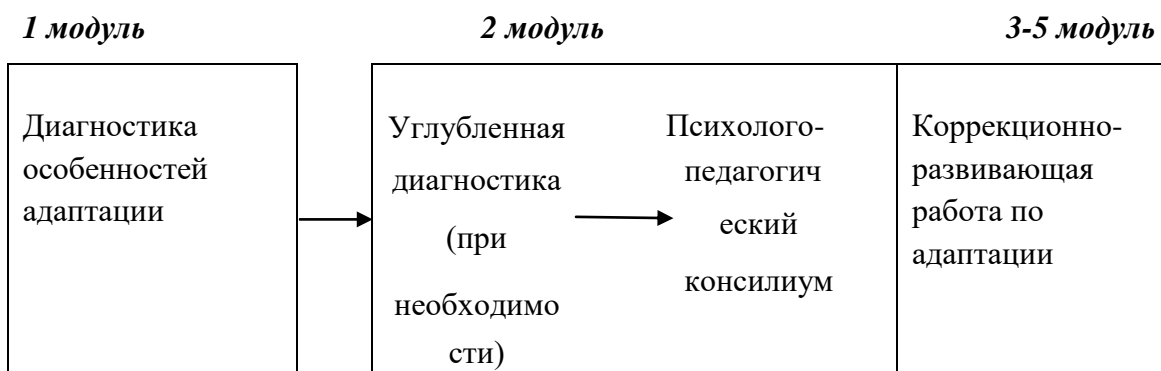 1 модуль
2 модуль
3-5 модуль
Диагностика
особенностей
адаптации
Углубленная
диагностика
(при
необходимо
сти)
Психолого-
педагогич
еский
консилиум
Коррекционно-
развивающая
работа по
адаптации